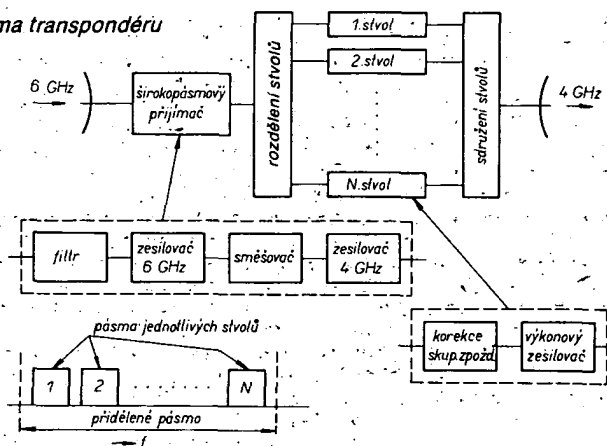 ma transpondéru
6 GHz
širokopásmový
přijímač
rozdělení stvolů
1. stvol
2. stvol
N. stvol
sdružení stvolů
4 GHz
filtr
zesilovač
6 GHz
směšovač
zesilovač
4 GHz
korekce
skup. zpožd.
výkonový
zesilovač
pásma jednotlivých stvolů
1
2
N
přidělené pásmo
f